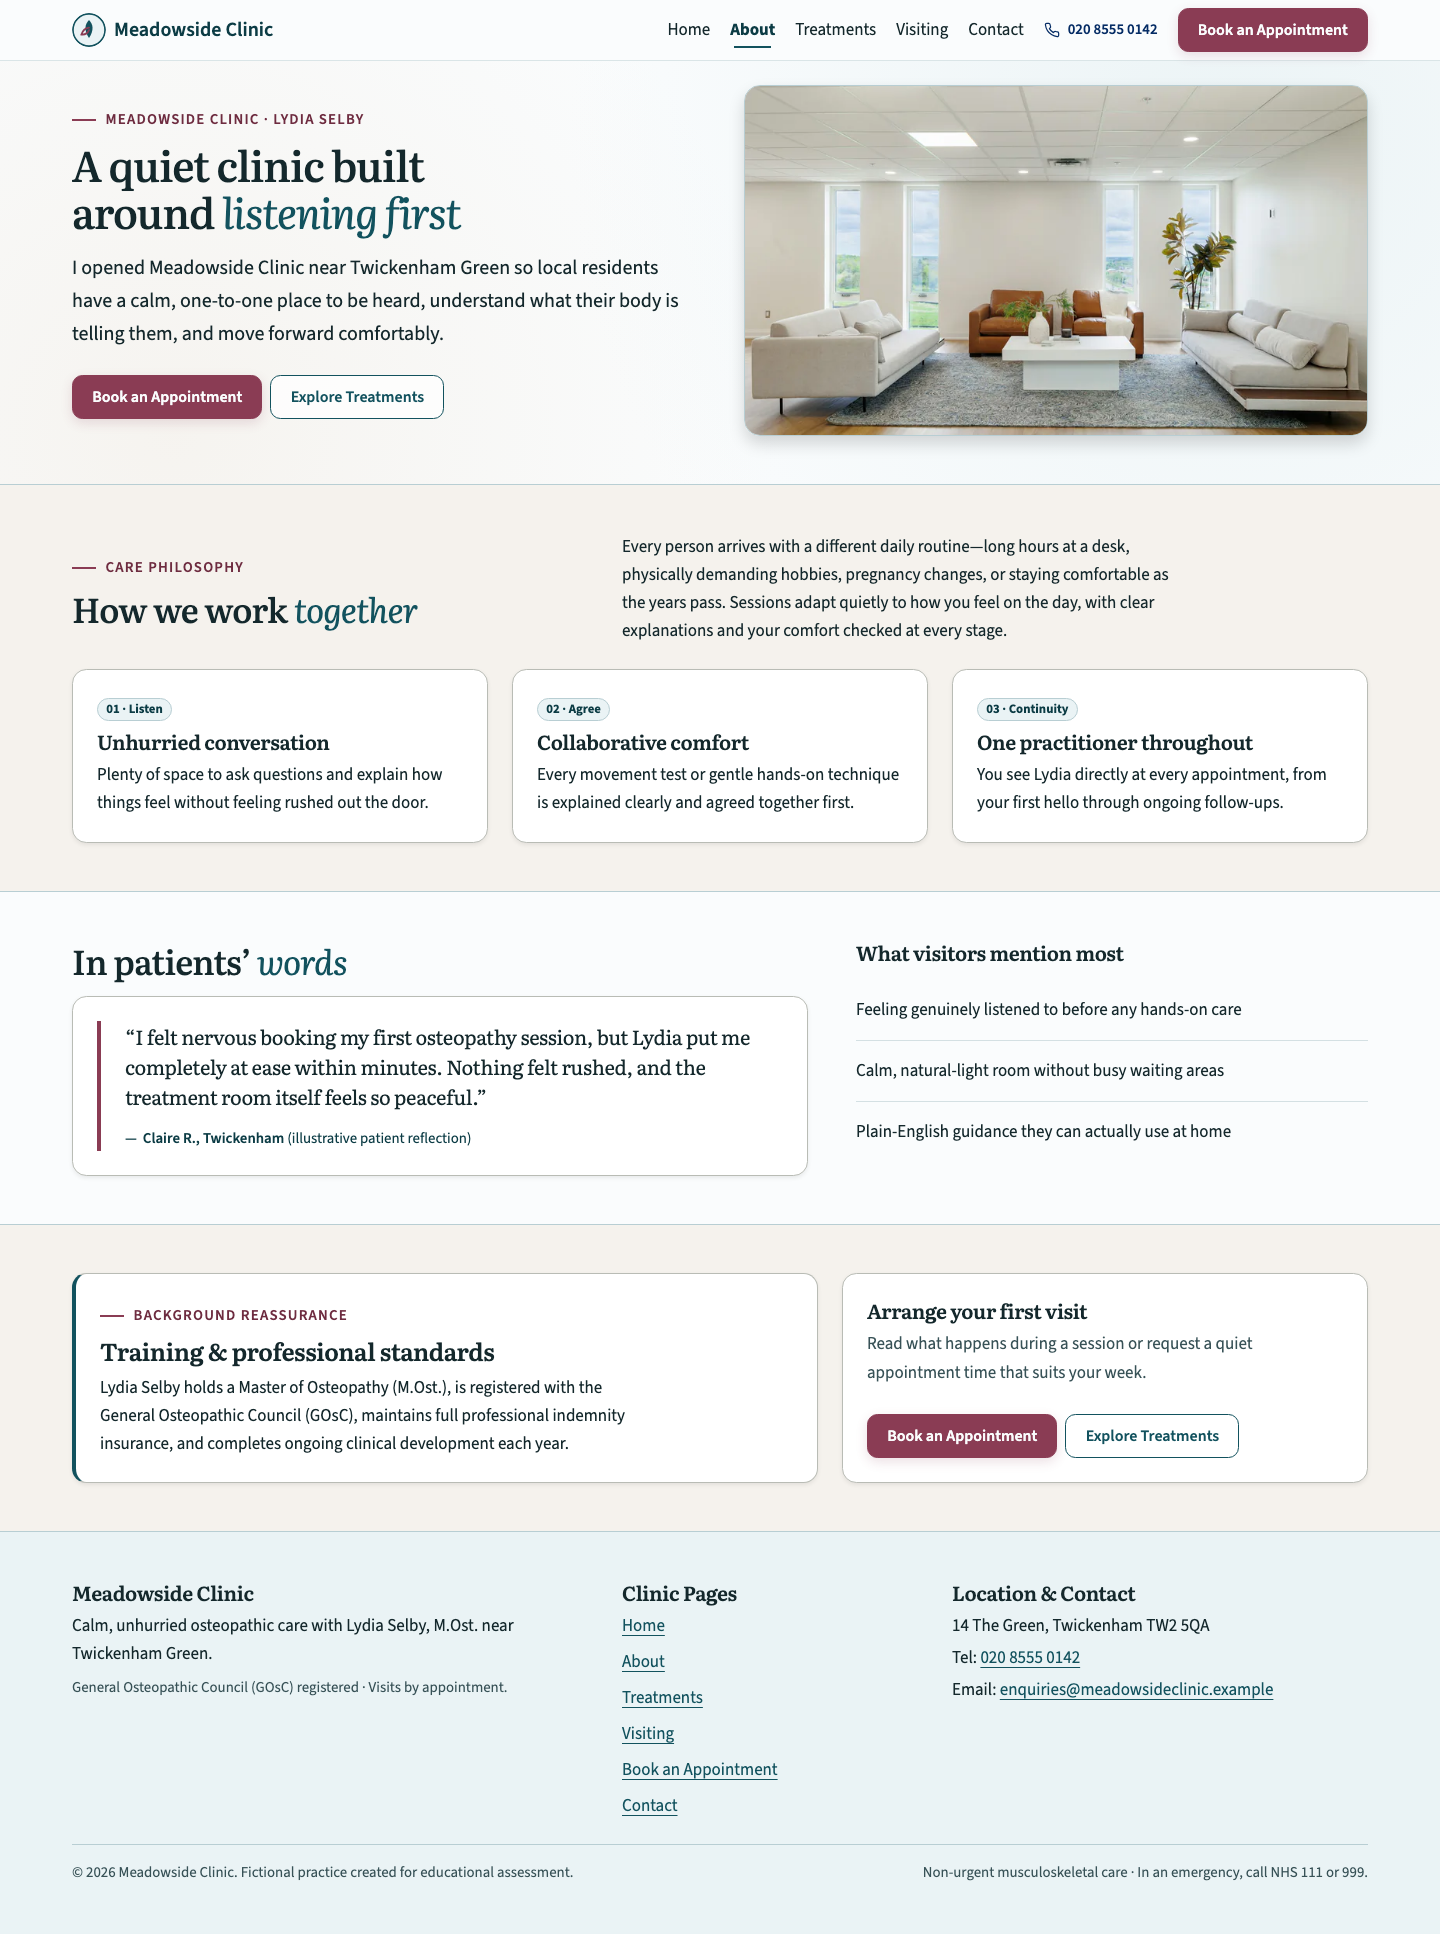 Meadowside Clinic
Home
About
Treatments
Visiting
Contact
020 8555 0142
Book an Appointment
MEADOWSIDE CLINIC · LYDIA SELBY
A quiet clinic built
around listening first
I opened Meadowside Clinic near Twickenham Green so local residents
have a calm, one-to-one place to be heard, understand what their body is
telling them, and move forward comfortably.
Book an Appointment
Explore Treatments
CARE PHILOSOPHY
How we work together
Every person arrives with a different daily routine—long hours at a desk,
physically demanding hobbies, pregnancy changes, or staying comfortable as
the years pass. Sessions adapt quietly to how you feel on the day, with clear
explanations and your comfort checked at every stage.
01 · Listen
Unhurried conversation
Plenty of space to ask questions and explain how
things feel without feeling rushed out the door.
02 · Agree
Collaborative comfort
Every movement test or gentle hands-on technique
is explained clearly and agreed together first.
03 · Continuity
One practitioner throughout
You see Lydia directly at every appointment, from
your first hello through ongoing follow-ups.
In patients’ words
“I felt nervous booking my first osteopathy session, but Lydia put me
completely at ease within minutes. Nothing felt rushed, and the
treatment room itself feels so peaceful.”
— Claire R., Twickenham (illustrative patient reflection)
What visitors mention most
Feeling genuinely listened to before any hands-on care
Calm, natural-light room without busy waiting areas
Plain-English guidance they can actually use at home
BACKGROUND REASSURANCE
Training & professional standards
Lydia Selby holds a Master of Osteopathy (M.Ost.), is registered with the
General Osteopathic Council (GOsC), maintains full professional indemnity
insurance, and completes ongoing clinical development each year.
Arrange your first visit
Read what happens during a session or request a quiet
appointment time that suits your week.
Book an Appointment
Explore Treatments
Meadowside Clinic
Calm, unhurried osteopathic care with Lydia Selby, M.Ost. near
Twickenham Green.
General Osteopathic Council (GOsC) registered · Visits by appointment.
Clinic Pages
Home
About
Treatments
Visiting
Book an Appointment
Contact
Location & Contact
14 The Green, Twickenham TW2 5QA
Tel: 020 8555 0142
Email: enquiries@meadowsideclinic.example
© 2026 Meadowside Clinic. Fictional practice created for educational assessment.
Non-urgent musculoskeletal care · In an emergency, call NHS 111 or 999.